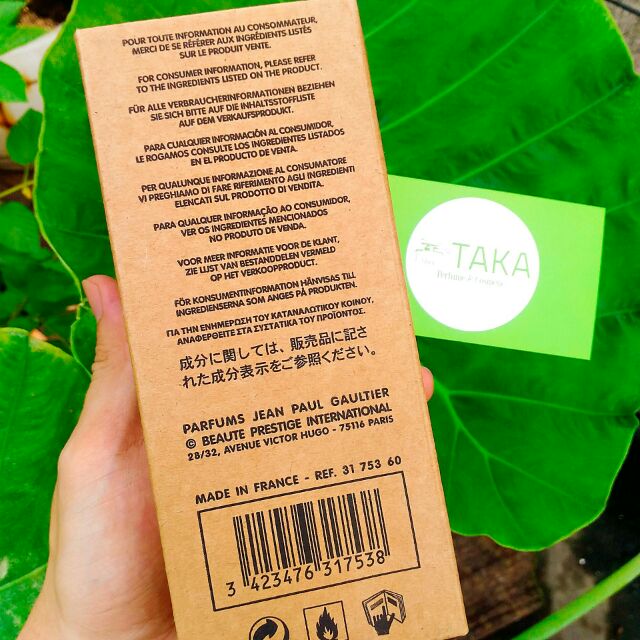 POUR TOUTE INFORMATION AU CONSOMMATEUR,
MERCI DE SE RÉFÉRER AUX INGRÉDIENTS LISTÉS
SUR LE PRODUIT VENTE.
FOR CONSUMER INFORMATION, PLEASE REFER
TO THE INGREDIENTS LISTED ON THE PRODUCT.
FÜR ALLE VERBRAUCHERINFORMATIONEN BEZIEHEN
SIE SICH BITTE AUF DIE INHALTSSTOFFLISTE
AUF DEM VERKAUFSPRODUKT.
PARA CUALQUIER INFORMACIÓN AL CONSUMIDOR,
LE ROGAMOS CONSULTE LOS INGREDIENTES LISTADOS
EN EL PRODUCTO DE VENTA.
PER QUALUNQUE INFORMAZIONE AL CONSUMATORE
VI PREGHIAMO DI FARE RIFERIMENTO AGLI INGREDIENTI
ELENCATI SUL PRODOTTO DI VENDITA.
PARA QUALQUER INFORMAÇÃO AO CONSUMIDOR,
VER OS INGREDIENTES MENCIONADOS
NO PRODUTO DE VENDA.
VOOR MEER INFORMATIE VOOR DE KLANT,
ZIE LIJST VAN BESTANDDELEN VERMELD
OP HET VERKOOPPRODUCT.
FÖR KONSUMENTINFORMATION HÄNVISAS TILL
INGREDIENSERNA SOM ANGES PÅ PRODUKTEN.
ΓΙΑ ΤΗΝ ΕΝΗΜΕΡΩΣΗ ΤΟΥ ΚΑΤΑΝΑΛΩΤΙΚΟΥ ΚΟΙΝΟΥ,
ΑΝΑΦΕΡΘΕΙΤΕ ΣΤΑ ΣΥΣΤΑΤΙΚΑ ΤΟΥ ΠΡΟΪΟΝΤΟΣ.
成分に関しては、販売品に記さ
れた成分表示をご参照ください。
PARFUMS JEAN PAUL GAULTIER
© BEAUTE PRESTIGE INTERNATIONAL
28/32, AVENUE VICTOR HUGO - 75116 PARIS
MADE IN FRANCE - REF. 31 753 60
3 423476 317538
TAKA
Perfume & Cosmetic